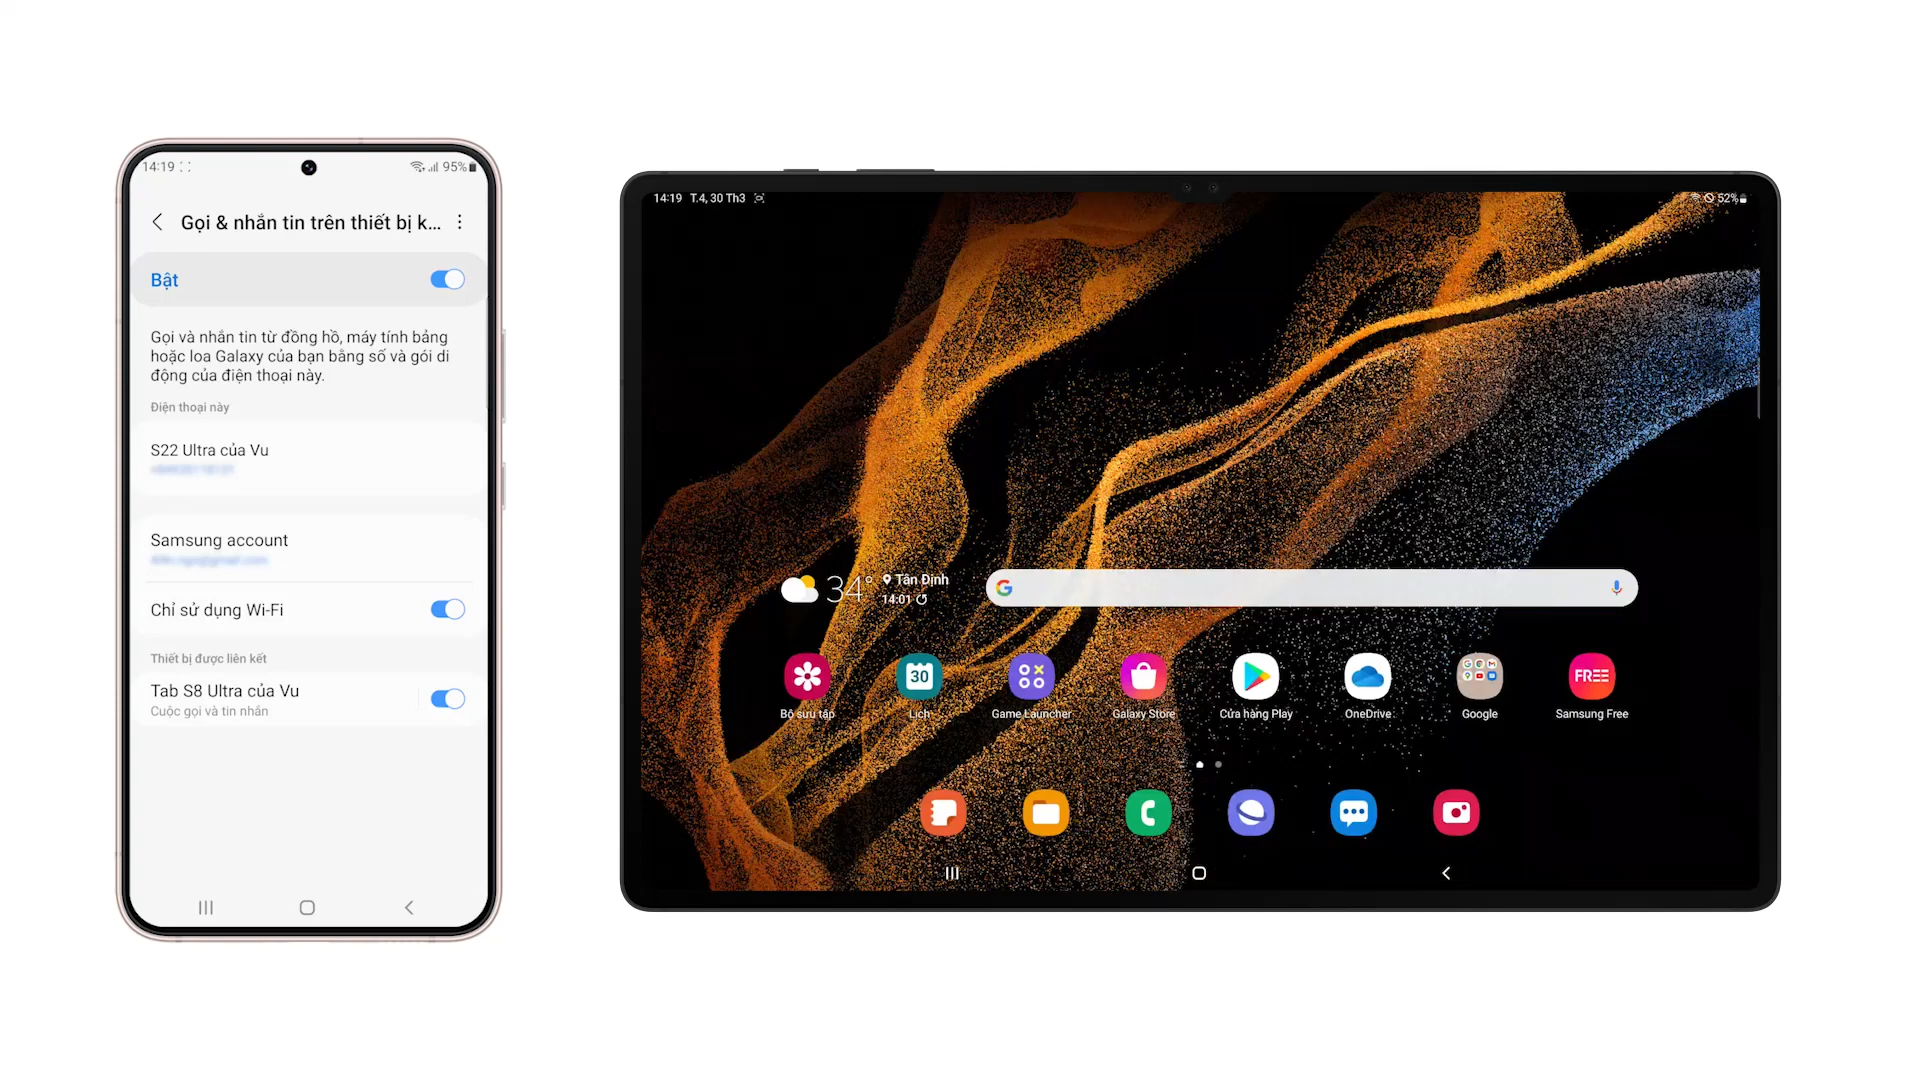 14:19
95%
Gọi & nhắn tin trên thiết bị k...
Bật
Gọi và nhắn tin từ đồng hồ, máy tính bảng
hoặc loa Galaxy của bạn bằng số và gói di
động của điện thoại này.
Điện thoại này
S22 Ultra của Vu
Samsung account
Chỉ sử dụng Wi-Fi
Thiết bị được liên kết
Tab S8 Ultra của Vu
Cuộc gọi và tin nhắn
14:19 T.4, 30 Th3
52%
34°
Tân Định
14:01
30
FREE
Bộ sưu tập
Lịch
Game Launcher
Galaxy Store
Cửa hàng Play
OneDrive
Google
Samsung Free